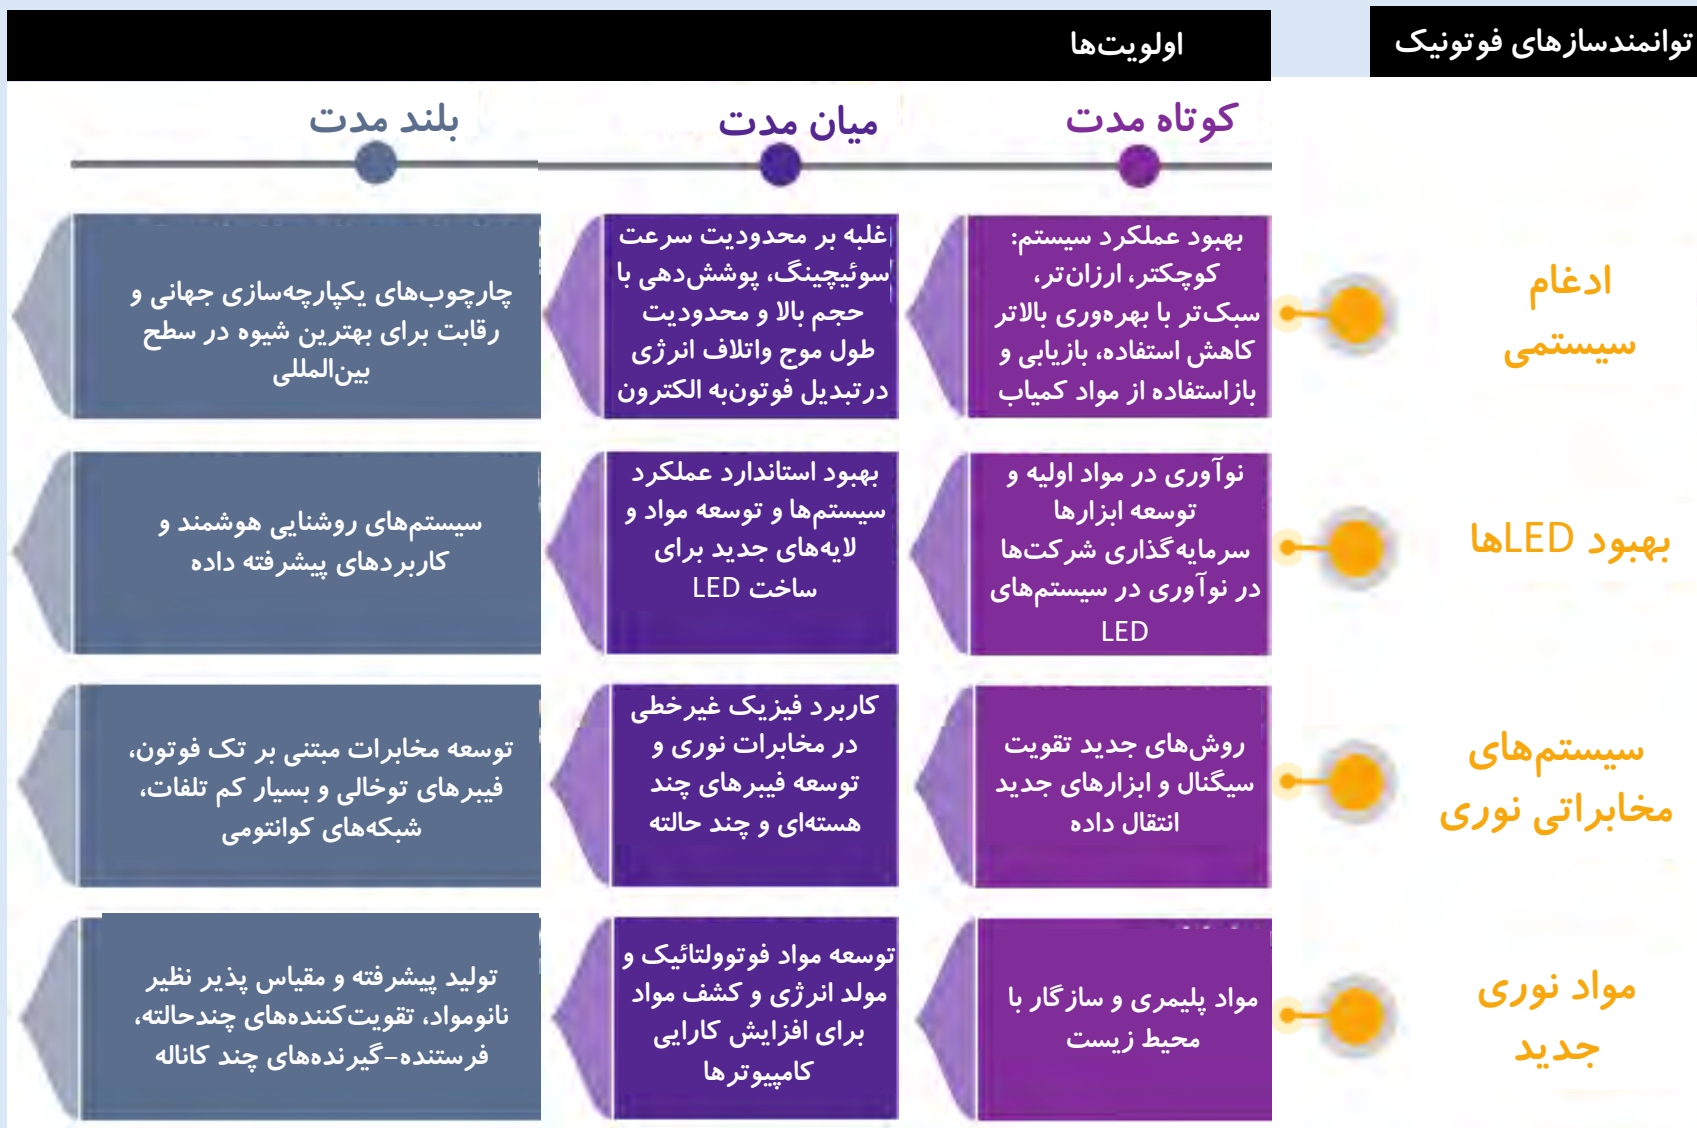 توانمندسازهای فوتونیک
اولویت‌ها
کوتاه مدت
میان مدت
بلند مدت
ادغام
سیستمی
بهبود عملکرد سیستم:
کوچکتر، ارزان‌تر،
سبک‌تر با بهره‌وری بالاتر
کاهش استفاده، بازیابی و
بازاستفاده از مواد کمیاب
غلبه بر محدودیت سرعت
سوئیچینگ، پوشش‌دهی با
حجم بالا و محدودیت
طول موج واتلاف انرژی
درتبدیل فوتون‌به الکترون
چارچوب‌های یکپارچه‌سازی جهانی و
رقابت برای بهترین شیوه در سطح
بین‌المللی
بهبود LEDها
نوآوری در مواد اولیه و
توسعه ابزارها
سرمایه‌گذاری شرکت‌ها
در نوآوری در سیستم‌های
LED
بهبود استاندارد عملکرد
سیستم‌ها و توسعه مواد و
لایه‌های جدید برای
ساخت LED
سیستم‌های روشنایی هوشمند و
کاربردهای پیشرفته داده
سیستم‌های
مخابراتی نوری
روش‌های جدید تقویت
سیگنال و ابزارهای جدید
انتقال داده
کاربرد فیزیک غیرخطی
در مخابرات نوری و
توسعه فیبرهای چند
هسته‌ای و چند حالته
توسعه مخابرات مبتنی بر تک فوتون،
فیبرهای توخالی و بسیار کم تلفات،
شبکه‌های کوانتومی
مواد نوری
جدید
مواد پلیمری و سازگار با
محیط زیست
توسعه مواد فوتوولتائیک و
مولد انرژی و کشف مواد
برای افزایش کارایی
کامپیوترها
تولید پیشرفته و مقیاس پذیر نظیر
نانومواد، تقویت‌کننده‌های چندحالته،
فرستنده-گیرنده‌های چند کاناله